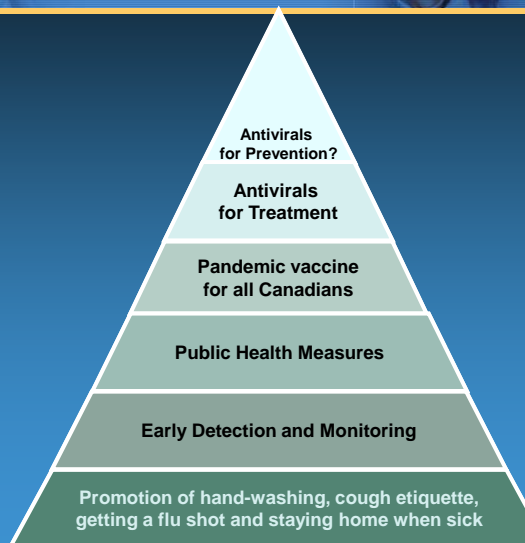 Antivirals
for Prevention?
Antivirals
for Treatment
Pandemic vaccine
for all Canadians
Public Health Measures
Early Detection and Monitoring
Promotion of hand-washing, cough etiquette,
getting a flu shot and staying home when sick